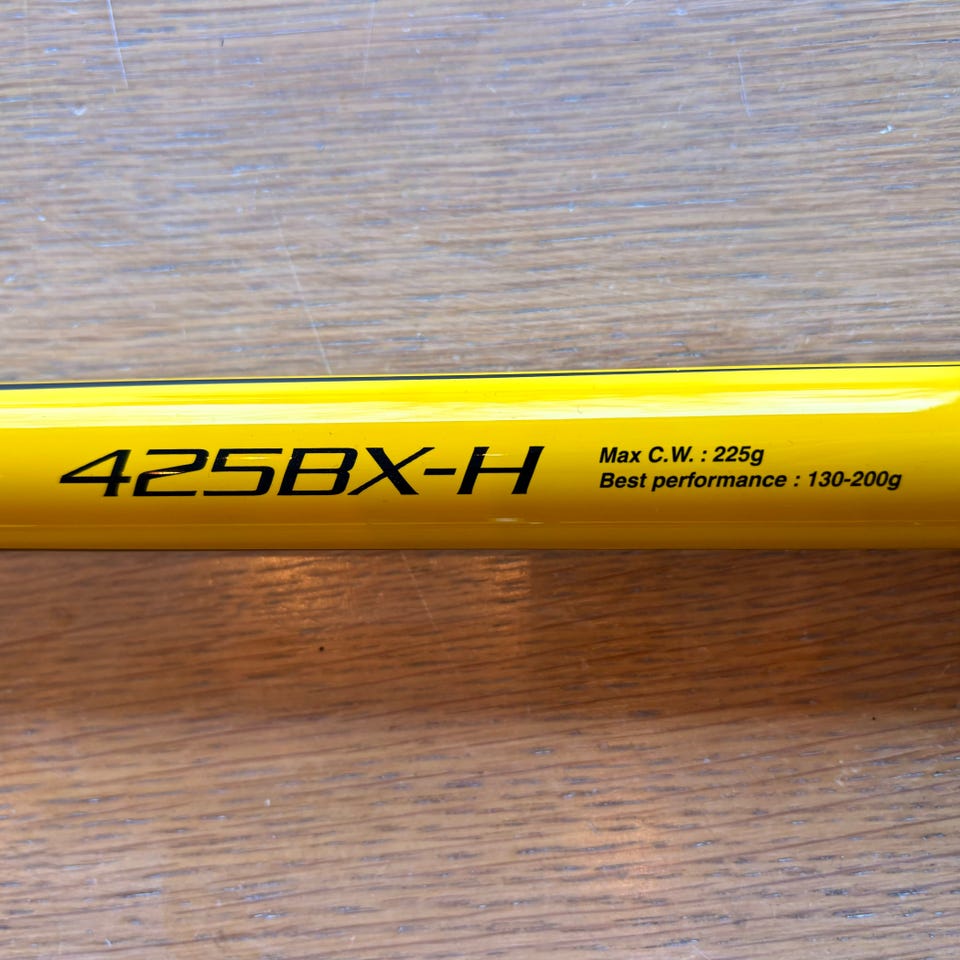 425BX-H
Max C.W. : 225g
Best performance : 130-200g